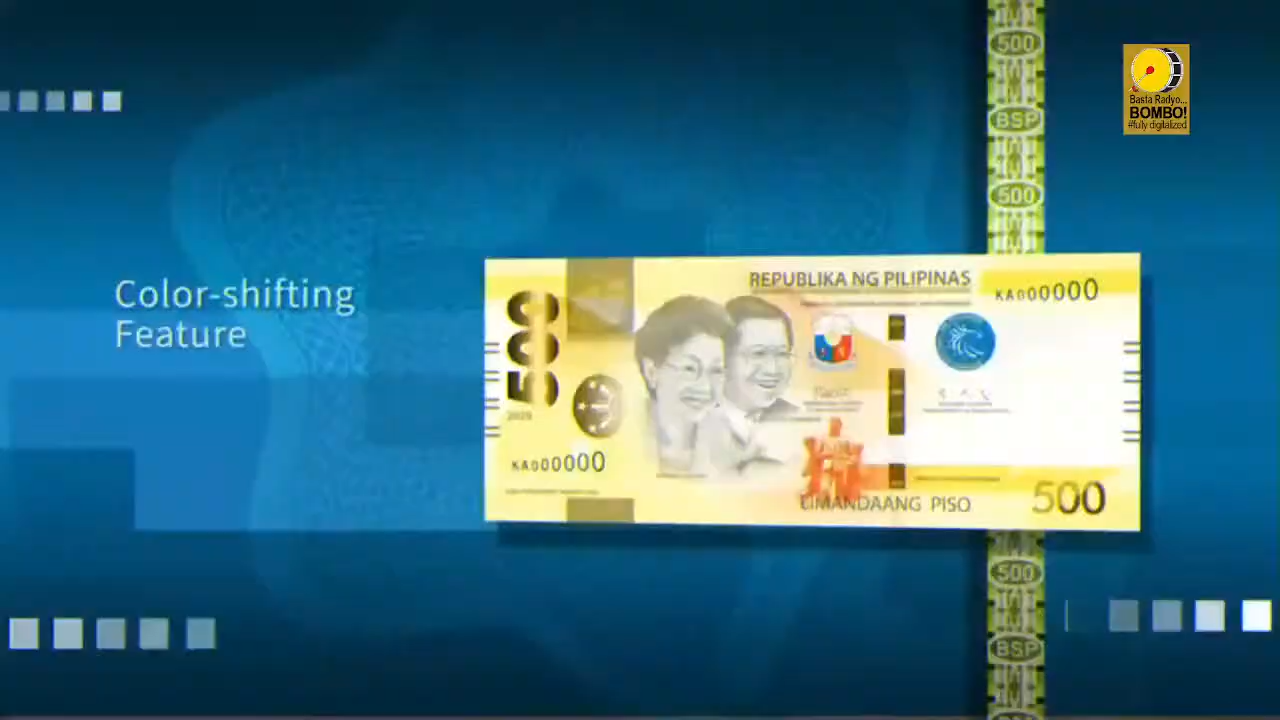 500
BSP
500
Basta Radyo...
BOMBO!
#fully digitalized
Color-shifting
Feature
REPUBLIKA NG PILIPINAS
KA000000
500
KA000000
LIMANDAANG PISO
500
500
BSP